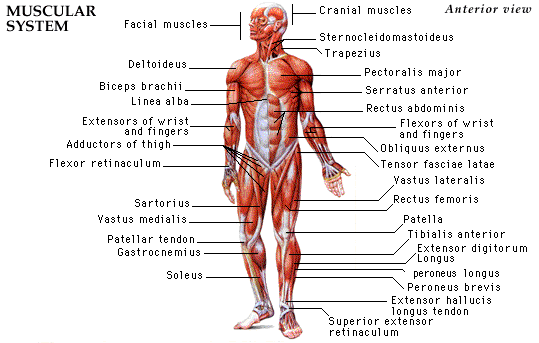 MUSCULAR
SYSTEM
Anterior view
Facial muscles
Cranial muscles
Sternocleidomastoideus
Trapezius
Deltoideus
Pectoralis major
Biceps brachii
Serratus anterior
Linea alba
Rectus abdominis
Extensors of wrist
and fingers
Flexors of wrist
and fingers
Adductors of thigh
Obliquus externus
Flexor retinaculum
Tensor fasciae latae
Vastus lateralis
Sartorius
Rectus femoris
Vastus medialis
Patella
Patellar tendon
Tibialis anterior
Gastrocnemius
Extensor digitorum
Longus
Soleus
peroneus longus
Peroneus brevis
Extensor hallucis
longus tendon
Superior extensor
retinaculum